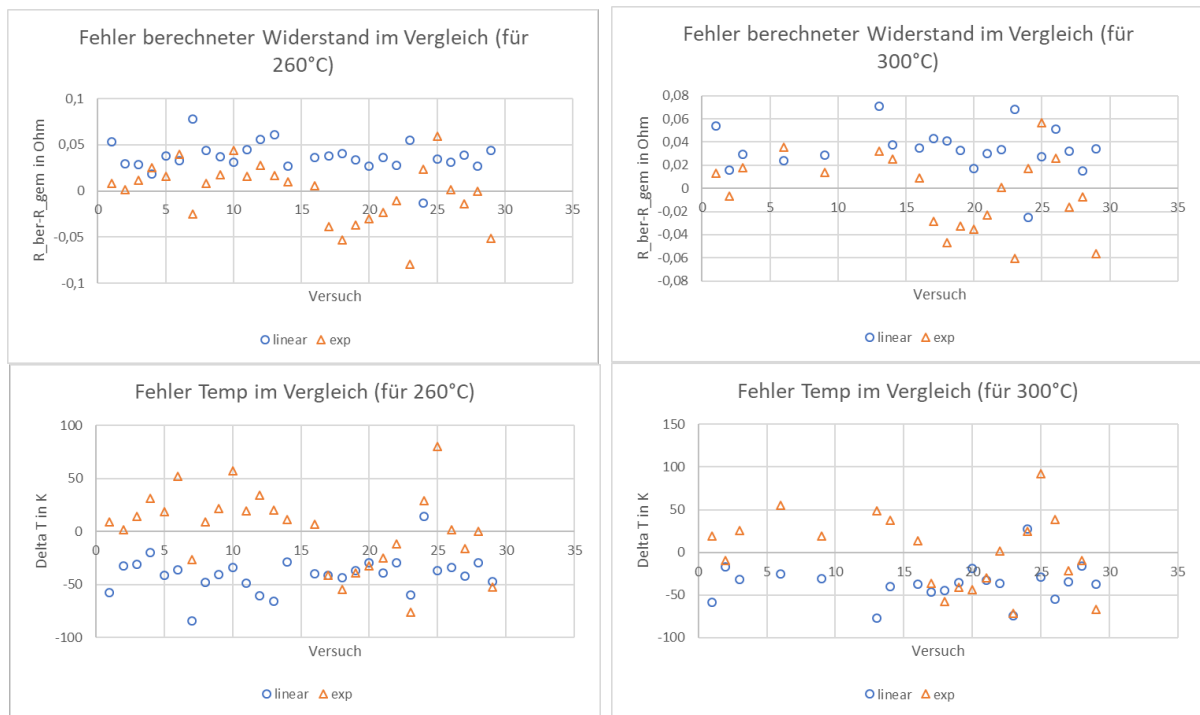 Fehler berechneter Widerstand im Vergleich (für
260°C)
0,1
0,05
0
-0,05
-0,1
0
5
10
15
20
25
30
35
R_ber-R_gem in Ohm
Versuch
linear
exp
Fehler berechneter Widerstand im Vergleich (für
300°C)
0,08
0,06
0,04
0,02
0
-0,02
-0,04
-0,06
-0,08
0
5
10
15
20
25
30
35
R_ber-R_gem in Ohm
Versuch
linear
exp
Fehler Temp im Vergleich (für 260°C)
100
50
0
-50
-100
0
5
10
15
20
25
30
35
Delta T in K
Versuch
linear
exp
Fehler Temp im Vergleich (für 300°C)
150
100
50
0
-50
-100
0
5
10
15
20
25
30
35
Delta T in K
Versuch
linear
exp